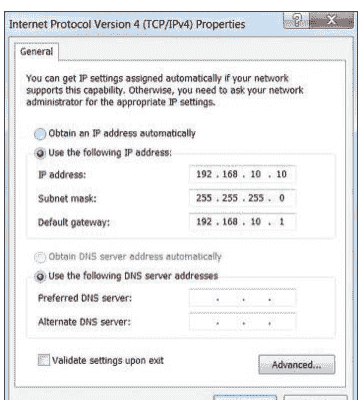 Internet Protocol Version 4 (TCP/IPv4) Properties
General
You can get IP settings assigned automatically if your network
supports this capability. Otherwise, you need to ask your network
administrator for the appropriate IP settings.
Obtain an IP address automatically
Use the following IP address:
IP address: 192 . 168 . 10 . 10
Subnet mask: 255 . 255 . 255 . 0
Default gateway: 192 . 168 . 10 . 1
Obtain DNS server address automatically
Use the following DNS server addresses
Preferred DNS server: . . .
Alternate DNS server: . . .
Validate settings upon exit
Advanced...